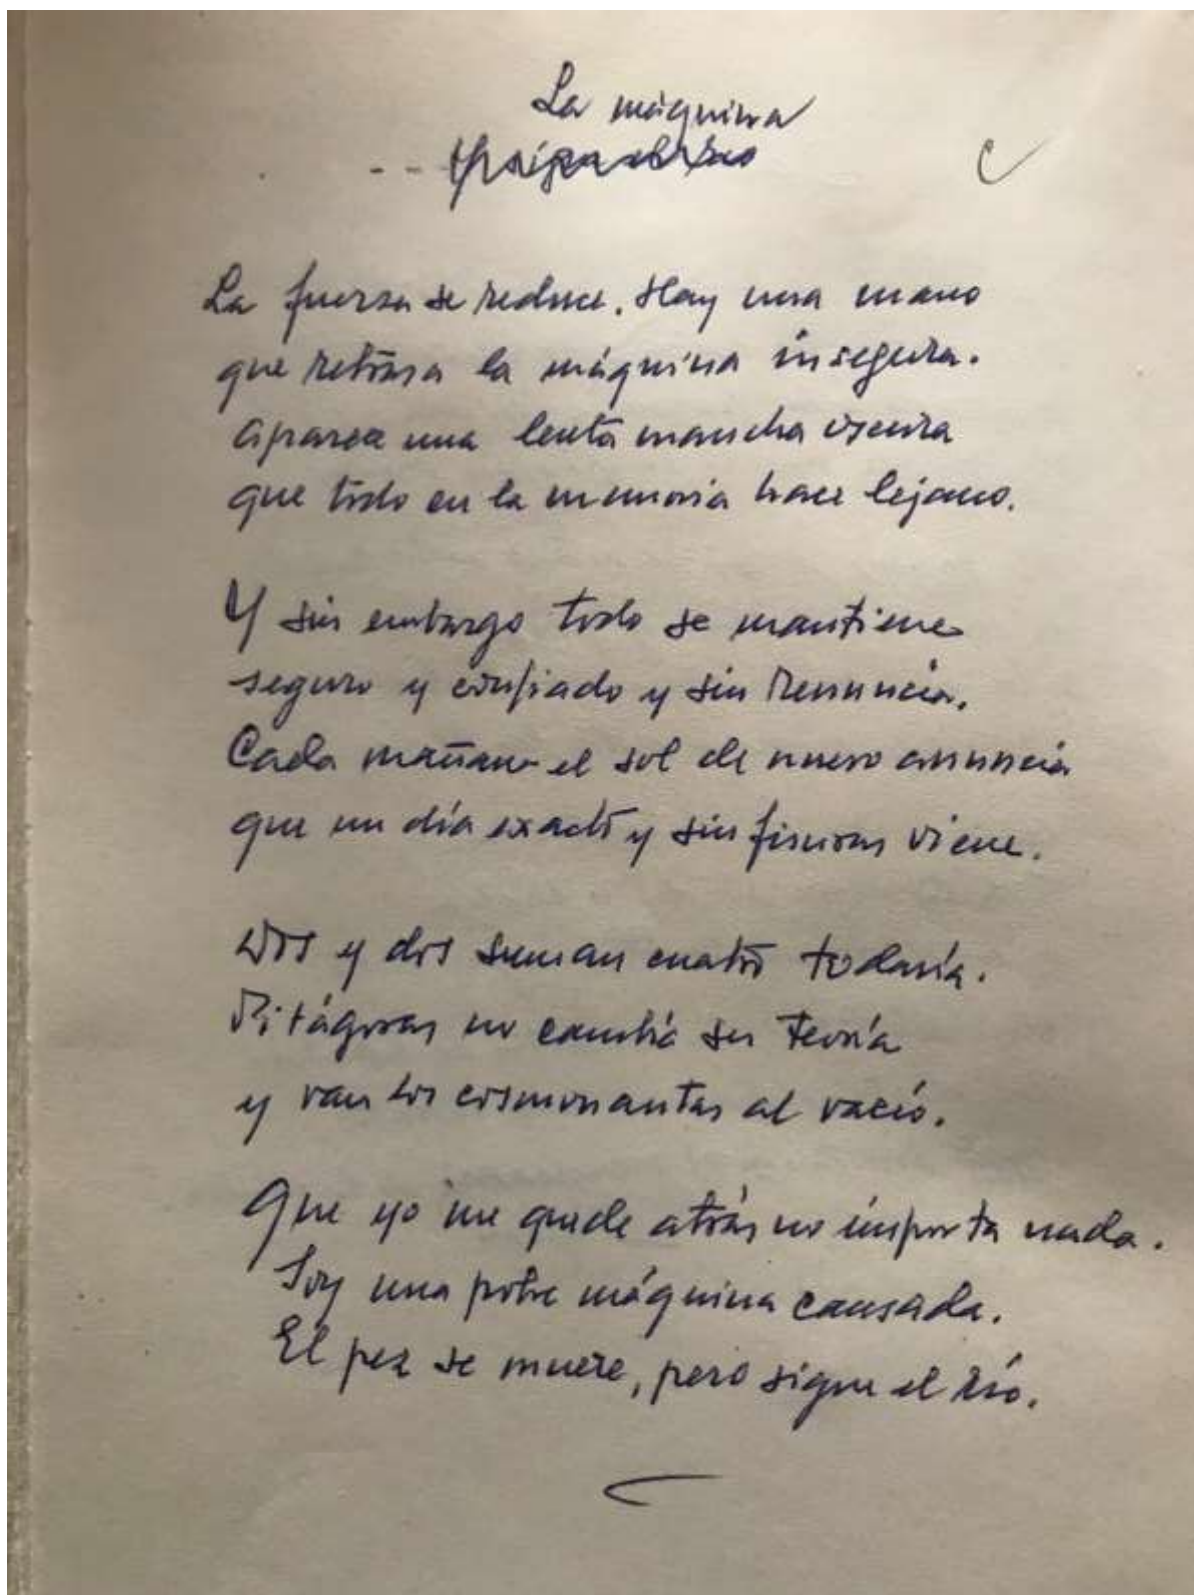 La máquina
La fuerza se reduce. Hay una mano
que retrasa la máquina insegura.
Aparece una lenta mancha oscura
que todo en la memoria hace lejano.
Y sin embargo todo se mantiene
seguro y confiado y sin renuncia.
Cada mañana el sol de nuevo anuncia
que un día exacto y sin fisuras viene.
Dos y dos suman cuatro todavía.
Pitágoras no cambia su teoría
y van los cosmonautas al vacío.
Que yo me quede atrás no importa nada.
Soy una pobre máquina cansada.
El pez se muere, pero sigue el río.